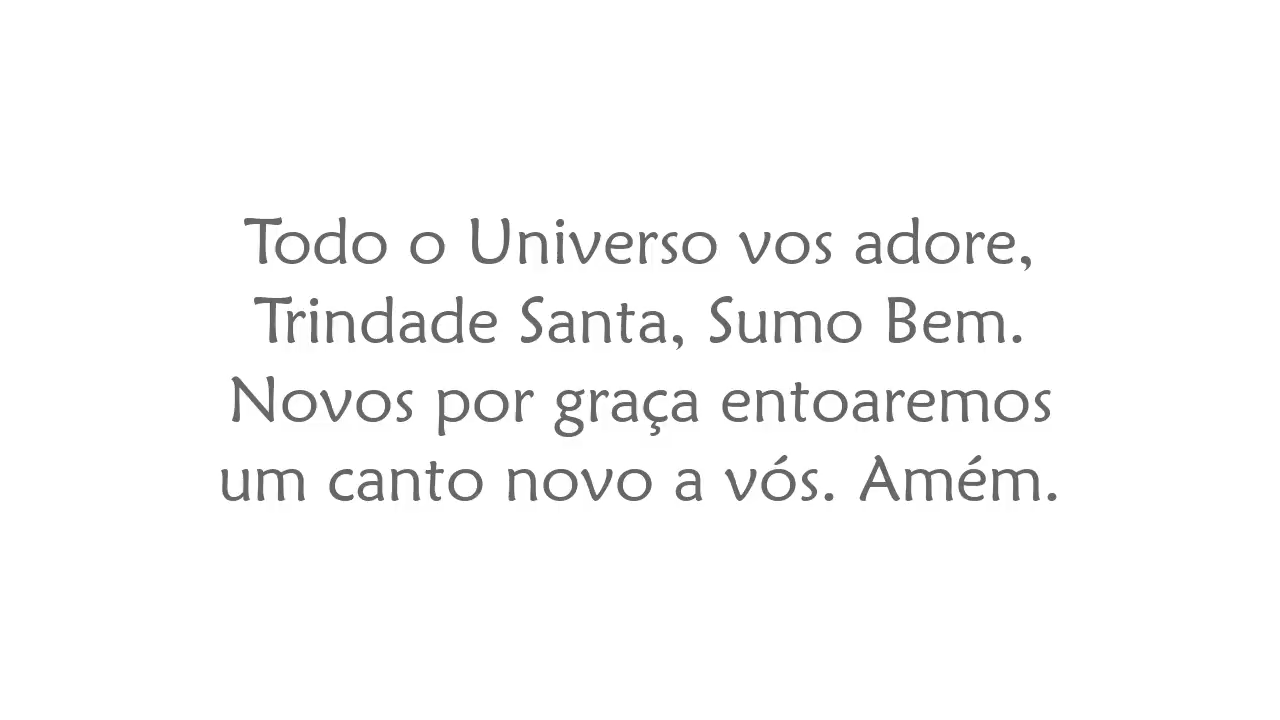 Todo o Universo vos adore,
Trindade Santa, Sumo Bem.
Novos por graça entoaremos
um canto novo a vós. Amém.